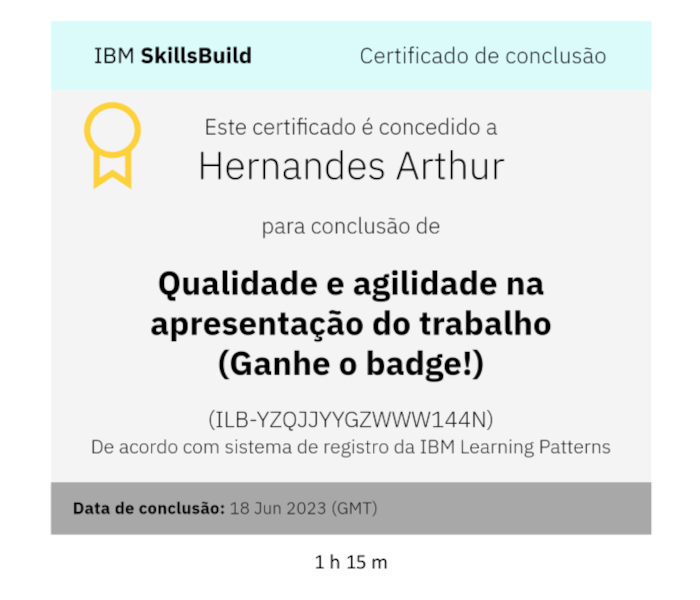 IBM SkillsBuild
Certificado de conclusão
Este certificado é concedido a
Hernandes Arthur
para conclusão de
Qualidade e agilidade na
apresentação do trabalho
(Ganhe o badge!)
(ILB-YZQJJYYGZWWW144N)
De acordo com sistema de registro da IBM Learning Patterns
Data de conclusão: 18 Jun 2023 (GMT)
1 h 15 m